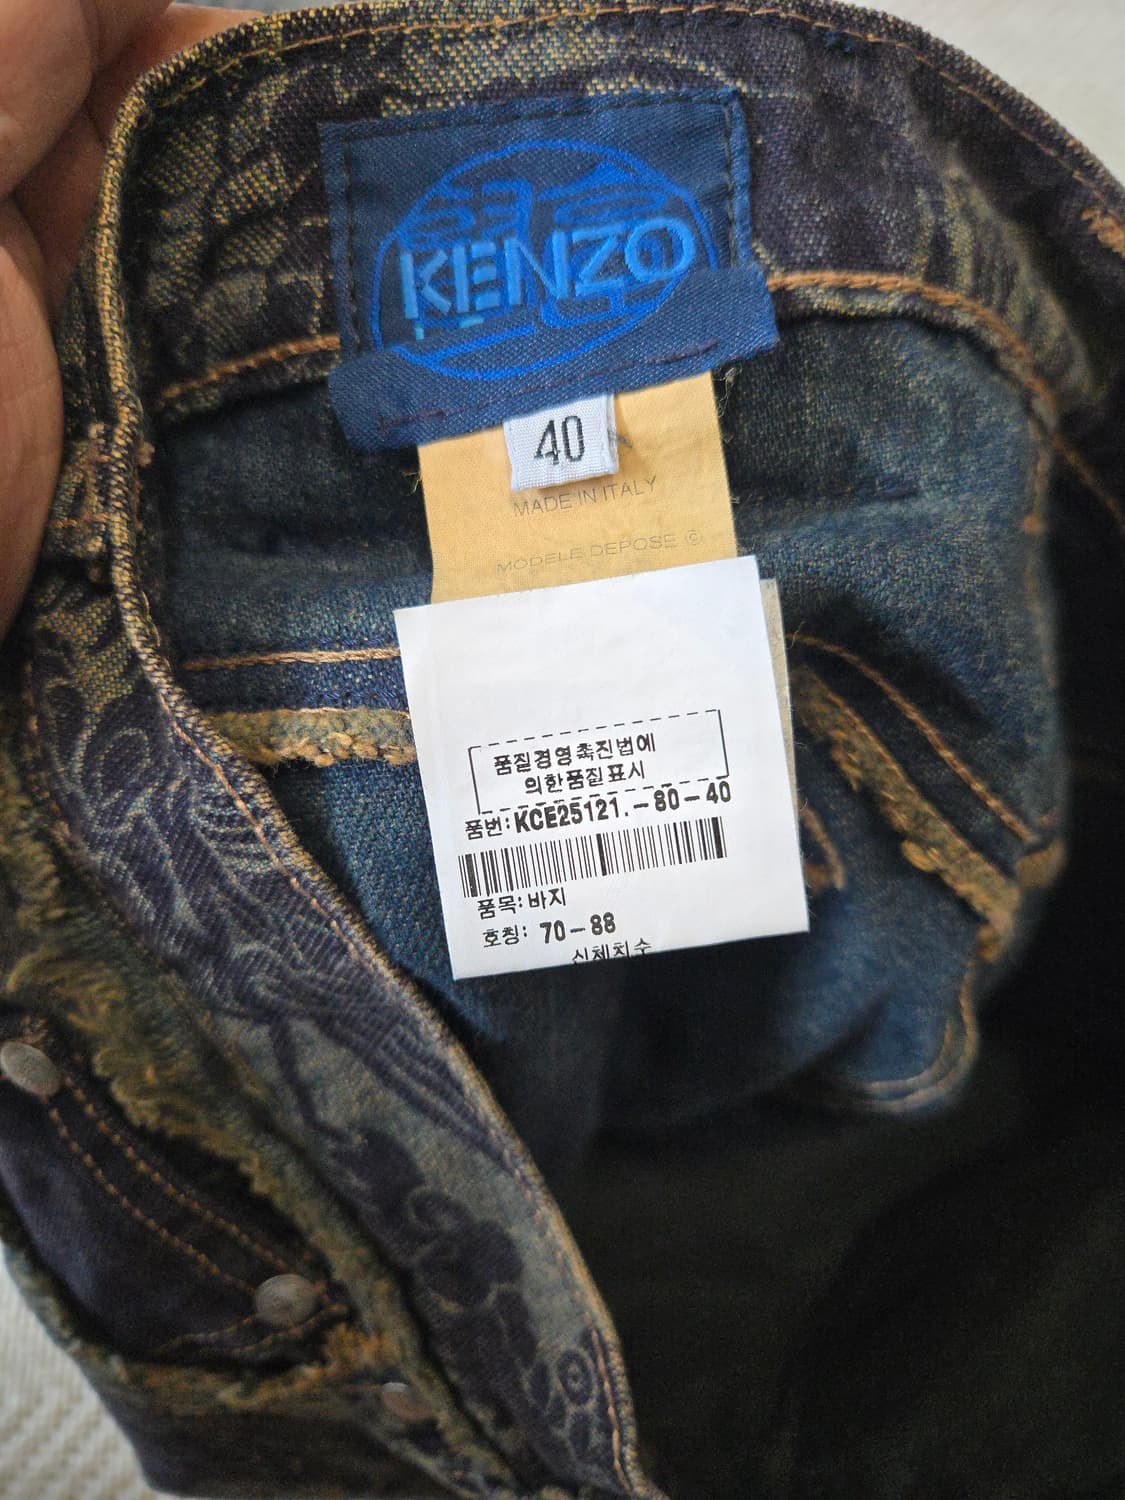 KENZO
40
MADE IN ITALY
MODELE DEPOSE ©
품질경영촉진법에
의한품질표시
품번:KCE25121.-80-40
품목:바지
호칭: 70-88
신체치수